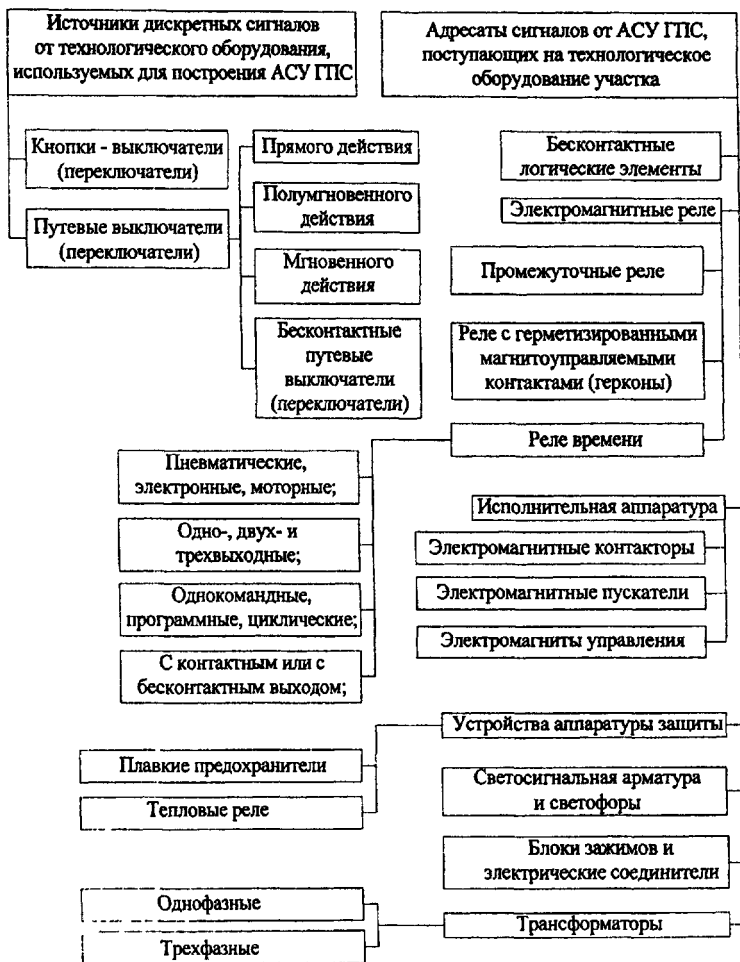 Источники дискретных сигналов
от технологического оборудования,
используемых для построения АСУ ГПС
Адресаты сигналов от АСУ ГПС,
поступающих на технологическое
оборудование участка
Кнопки - выключатели
(переключатели)
Путевые выключатели
(переключатели)
Прямого действия
Полумгновенного
действия
Мгновенного
действия
Бесконтактные
путевые
выключатели
(переключатели)
Бесконтактные
логические элементы
Электромагнитные реле
Промежуточные реле
Реле с герметизированными
магнитоуправляемыми
контактами (герконы)
Реле времени
Пневматические,
электронные, моторные;
Одно-, двух- и
трехвыходные;
Однокомандные,
программные, циклические;
С контактным или с
бесконтактным выходом;
Исполнительная аппаратура
Электромагнитные контакторы
Электромагнитные пускатели
Электромагниты управления
Устройства аппаратуры защиты
Плавкие предохранители
Тепловые реле
Светосигнальная арматура
и светофоры
Блоки зажимов и
электрические соединители
Трансформаторы
Однофазные
Трехфазные